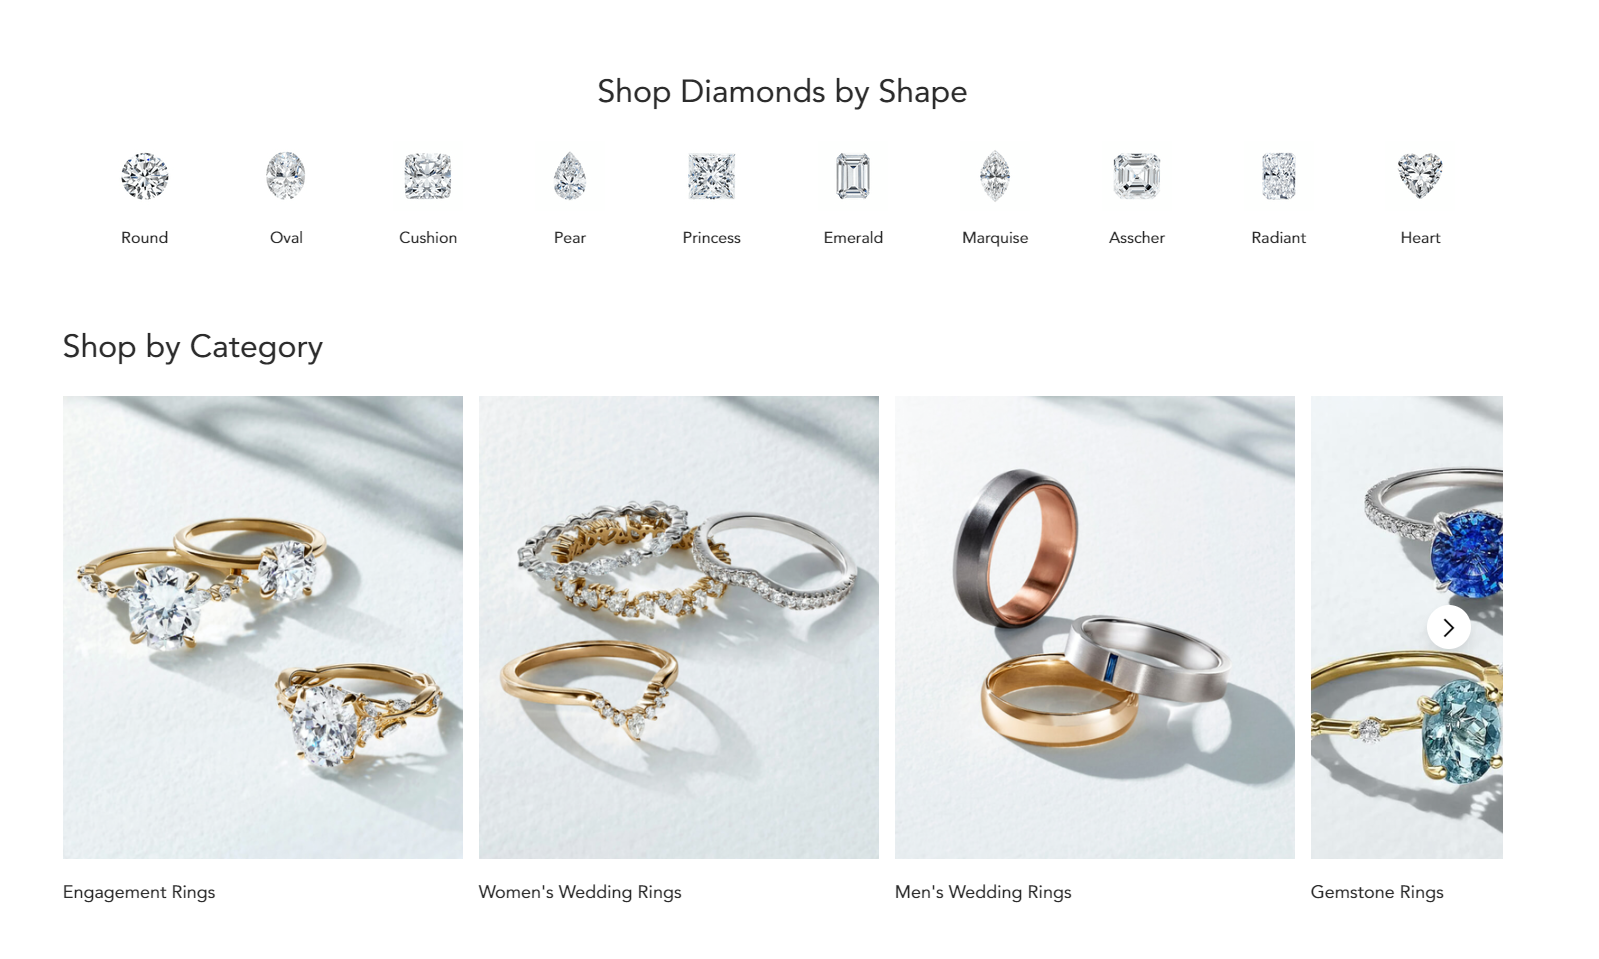 Shop Diamonds by Shape
Round Oval Cushion Pear Princess Emerald Marquise Asscher Radiant Heart
Shop by Category
Engagement Rings Women's Wedding Rings Men's Wedding Rings Gemstone Rings